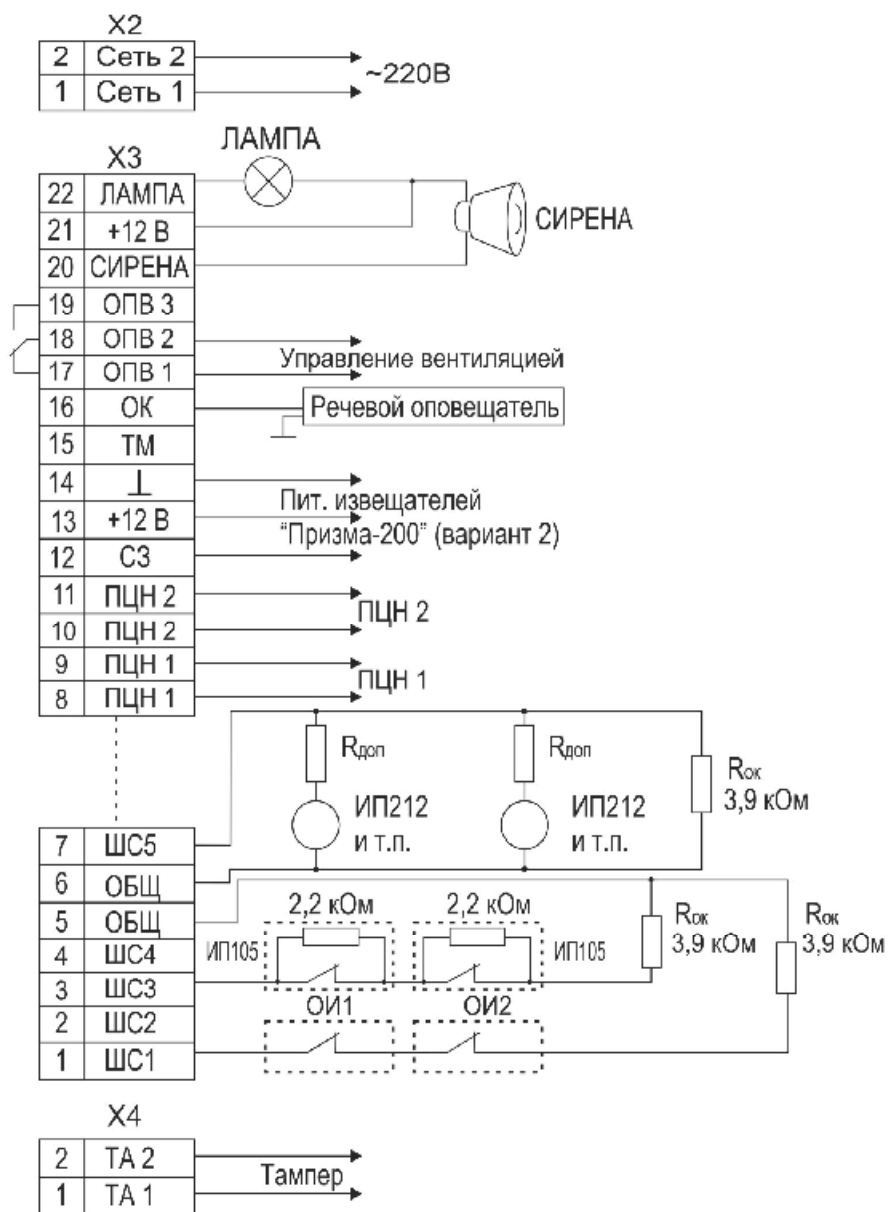 X2
2 Сеть 2
1 Сеть 1
~220В
ЛАМПА
X3
22 ЛАМПА
21 +12 В
20 СИРЕНА
СИРЕНА
19 ОПВ 3
18 ОПВ 2
17 ОПВ 1
Управление вентиляцией
16 ОК
Речевой оповещатель
15 ТМ
14 ⊥
13 +12 В
12 СЗ
Пит. извещателей
"Призма-200" (вариант 2)
11 ПЦН 2
10 ПЦН 2
ПЦН 2
9 ПЦН 1
8 ПЦН 1
ПЦН 1
Rдоп
Rдоп
Rок
3,9 кОм
ИП212
и т.п.
ИП212
и т.п.
7 ШС5
6 ОБЩ
5 ОБЩ
4 ШС4
3 ШС3
2 ШС2
1 ШС1
2,2 кОм
2,2 кОм
ИП105
ИП105
Rок
3,9 кОм
Rок
3,9 кОм
ОИ1
ОИ2
X4
2 ТА 2
1 ТА 1
Тампер